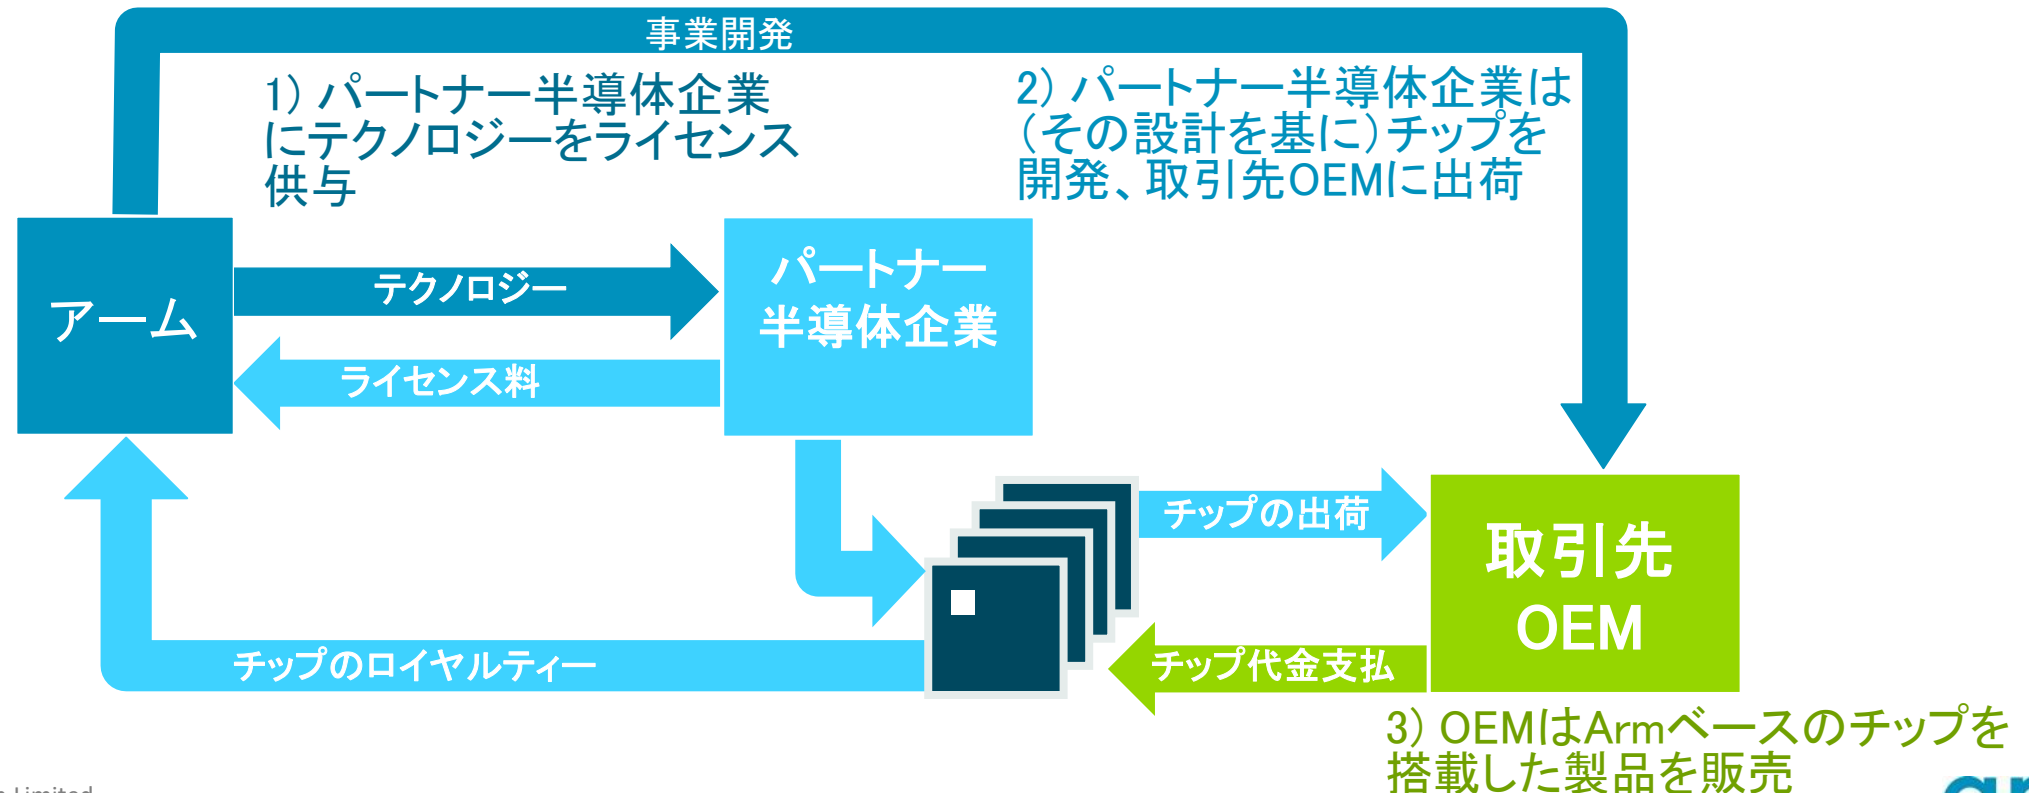 事業開発
1) パートナー半導体企業
にテクノロジーをライセンス
供与
2) パートナー半導体企業は
（その設計を基に）チップを
開発、取引先OEMに出荷
アーム
テクノロジー
パートナー
半導体企業
ライセンス料
チップの出荷
取引先
OEM
チップのロイヤルティー
チップ代金支払
3) OEMはArmベースのチップを
搭載した製品を販売
Limited